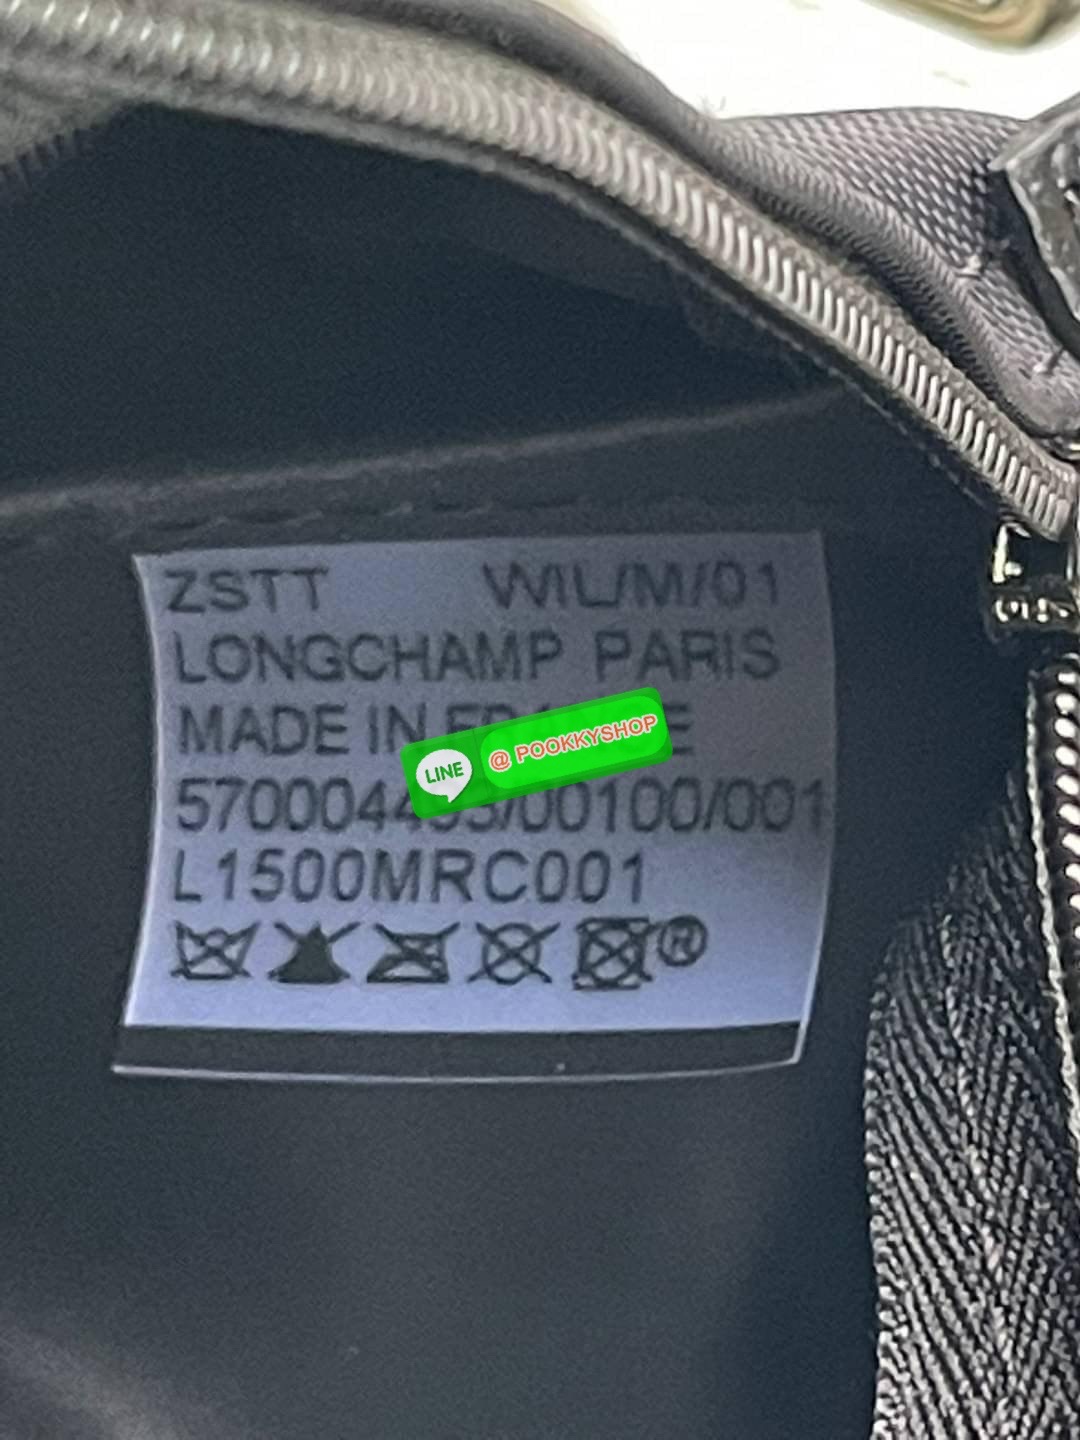 ZSTT WIL/M/01
LONGCHAMP PARIS
MADE IN
LINE @ POOKKYSHOP
L1500MRC001